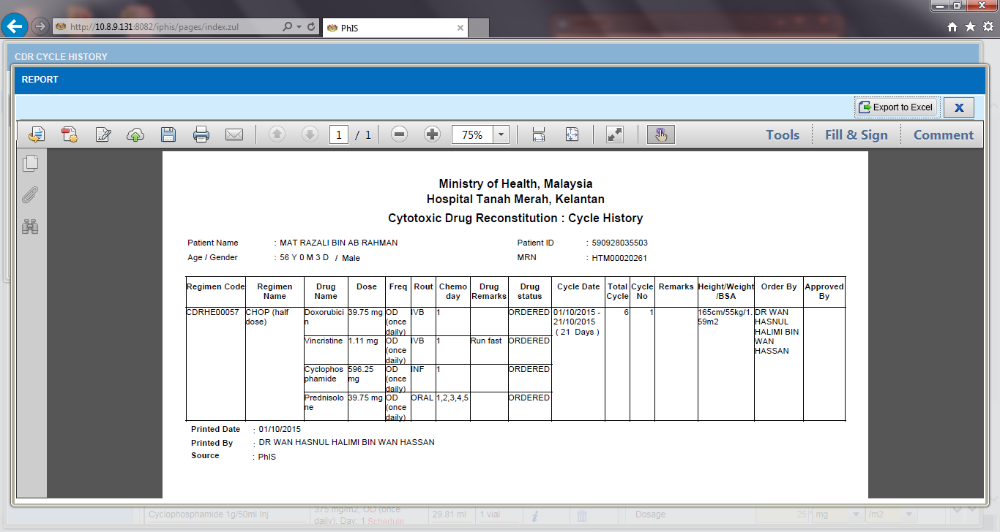 http://10.8.9.131:8082/iphis/pages/index.zul
PhIS
CDR CYCLE HISTORY
REPORT
Export to Excel
X
1 / 1
75%
Tools
Fill & Sign
Comment
Ministry of Health, Malaysia
Hospital Tanah Merah, Kelantan
Cytotoxic Drug Reconstitution : Cycle History
Patient Name : MAT RAZALI BIN AB RAHMAN Patient ID : 590928035503
Age / Gender : 56 Y 0 M 3 D / Male MRN : HTM00020261
Regimen Code Regimen Drug Dose Freq Rout Chemo Drug Drug Cycle Date Total Cycle Remarks Height/Weight Order By Approved
Name Name day Remarks status Cycle No /BSA By
CDRHE00057 CHOP (half Doxorubici 39.75 mg OD IVB 1 ORDERED 01/10/2015 - 6 1 165cm/55kg/1. DR WAN
dose) n (once 21/10/2015 59m2 HASNUL
daily) ( 21 Days ) HALIMI BIN
Vincristine 1.11 mg OD IVB 1 Run fast ORDERED WAN
(once HASSAN
daily)
Cyclophos 596.25 OD INF 1 ORDERED
phamide mg (once
daily)
Prednisolo 39.75 mg OD ORAL 1,2,3,4,5 ORDERED
ne (once
daily)
Printed Date : 01/10/2015
Printed By : DR WAN HASNUL HALIMI BIN WAN HASSAN
Source : PhIS
Cyclophosphamide 1g/50ml Inj 375 mg/m2, OD (once 29.81 ml 1 vial i Dosage 25 * mg /m2
daily), Day: 1 Schedule